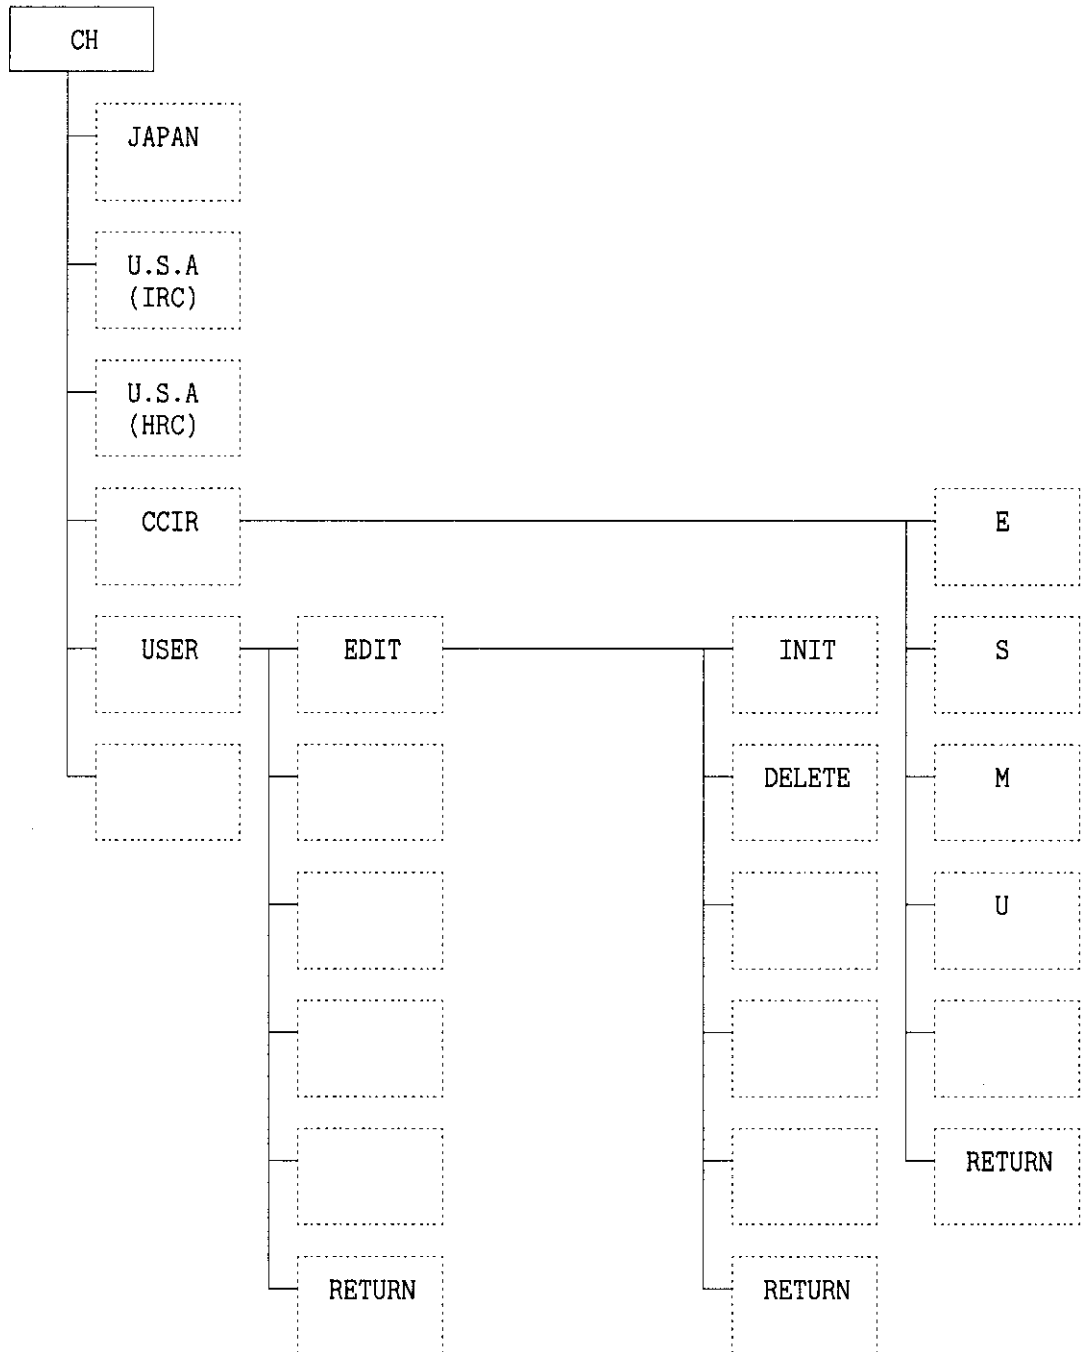 CH
JAPAN
U.S.A
(IRC)
U.S.A
(HRC)
CCIR
E
USER
EDIT
INIT
S
DELETE
M
U
RETURN
RETURN
RETURN